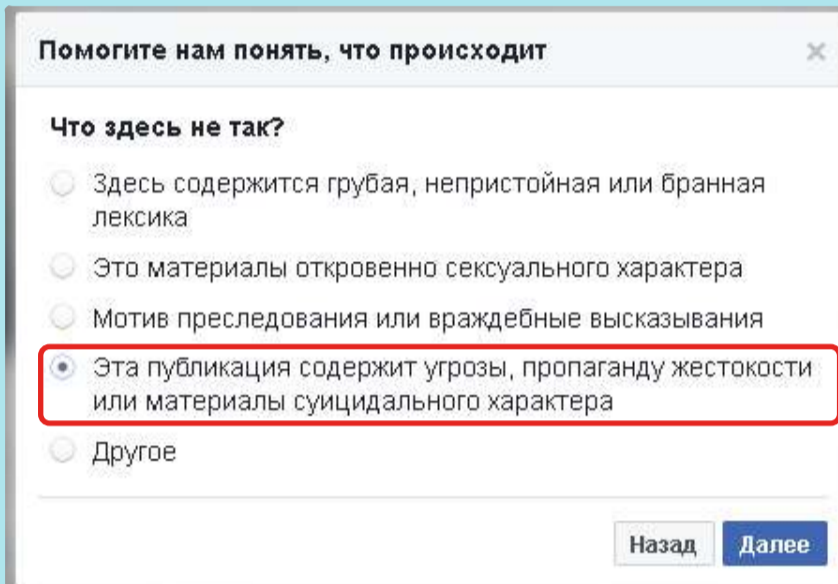 Помогите нам понять, что происходит
Что здесь не так?
Здесь содержится грубая, непристойная или бранная
лексика
Это материалы откровенно сексуального характера
Мотив преследования или враждебные высказывания
Эта публикация содержит угрозы, пропаганду жестокости
или материалы суицидального характера
Другое
Назад Далее